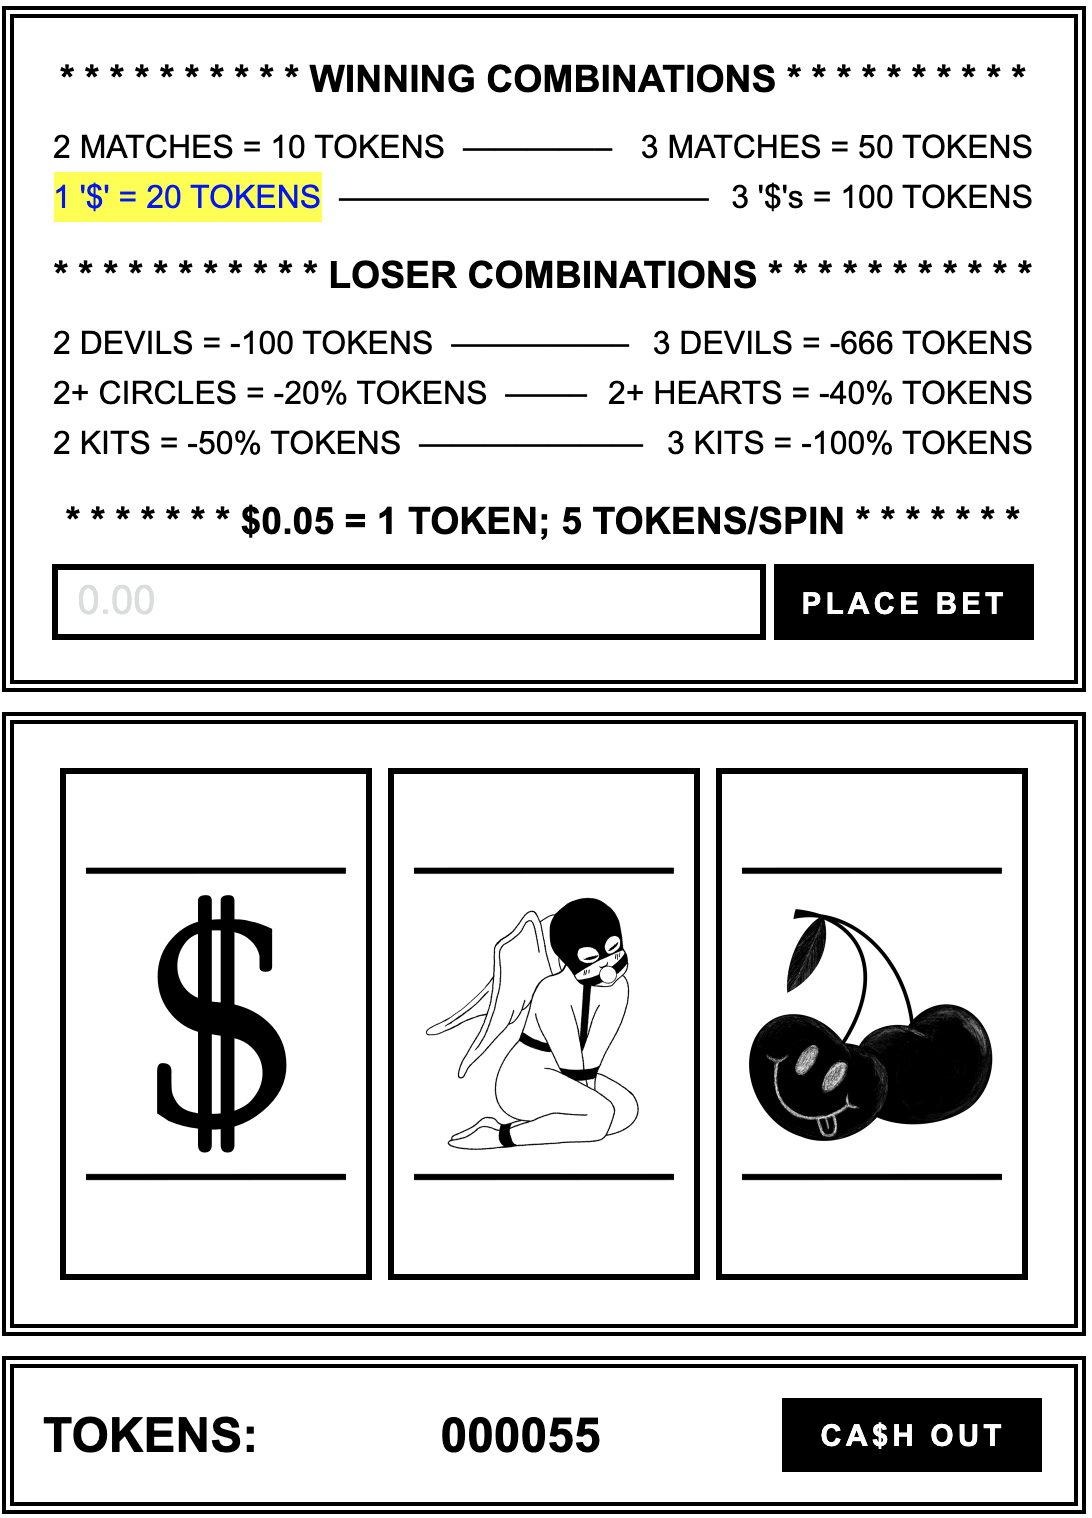 * * * * * * * * * * WINNING COMBINATIONS * * * * * * * * * *
2 MATCHES = 10 TOKENS 3 MATCHES = 50 TOKENS
1 '$' = 20 TOKENS 3 '$'s = 100 TOKENS
* * * * * * * * * * * LOSER COMBINATIONS * * * * * * * * * * *
2 DEVILS = -100 TOKENS 3 DEVILS = -666 TOKENS
2+ CIRCLES = -20% TOKENS 2+ HEARTS = -40% TOKENS
2 KITS = -50% TOKENS 3 KITS = -100% TOKENS
* * * * * * * $0.05 = 1 TOKEN; 5 TOKENS/SPIN * * * * * * *
0.00 PLACE BET
$
TOKENS: 000055 CA$H OUT